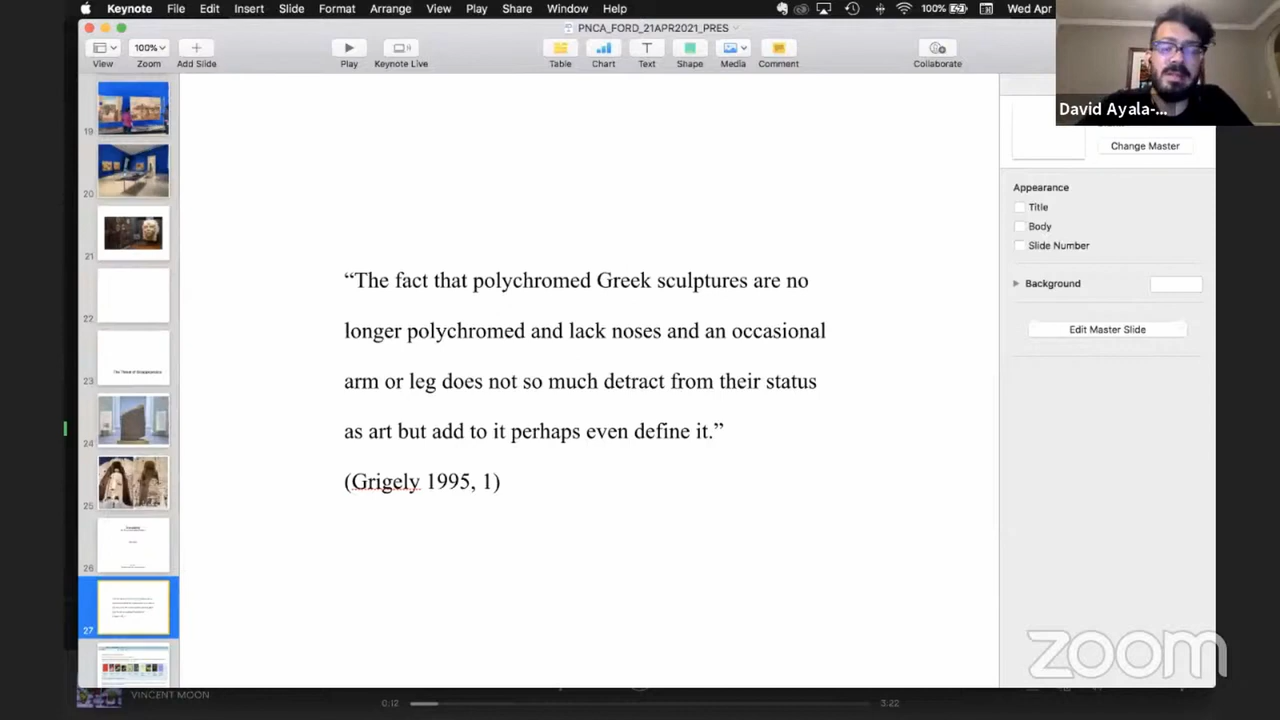 Keynote File Edit Insert Slide Format Arrange View Play Share Window Help 100% Wed Apr
PNCA_FORD_21APR2021_PRES
100%
View Zoom Add Slide Play Keynote Live Table Chart Text Shape Media Comment Collaborate
David Ayala-...
Change Master
Appearance
Title
Body
Slide Number
Background
Edit Master Slide
19
20
21
22
23
The Threat of Disappearance
24
25
26
27
“The fact that polychromed Greek sculptures are no
longer polychromed and lack noses and an occasional
arm or leg does not so much detract from their status
as art but add to it perhaps even define it.”
(Grigely 1995, 1)
zoom
VINCENT MOON
0:12
3:22